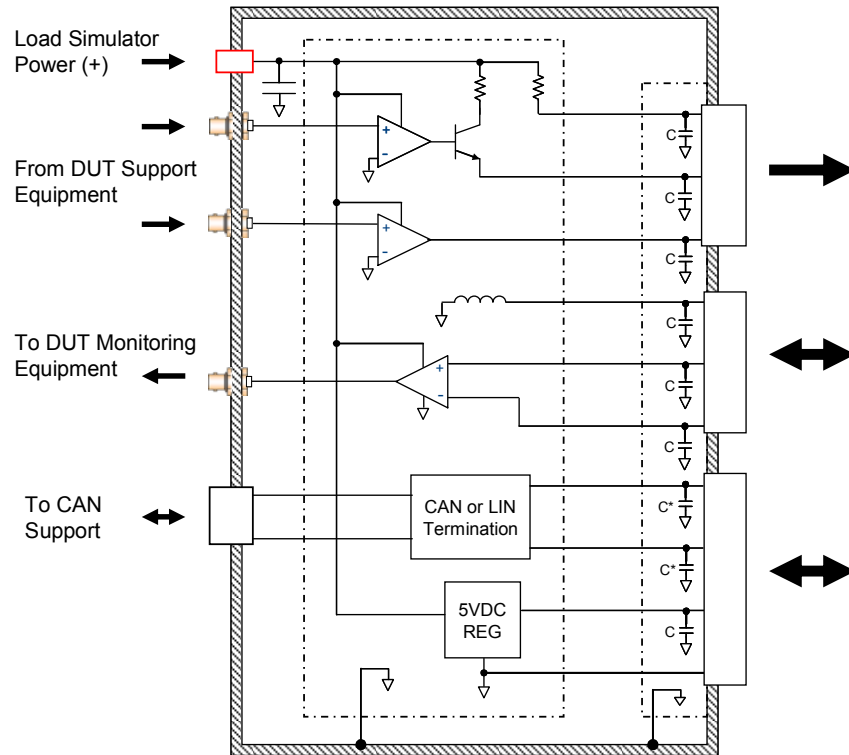 Load Simulator
Power (+)
From DUT Support
Equipment
To DUT Monitoring
Equipment
To CAN
Support
+
-
+
-
+
-
CAN or LIN
Termination
5VDC
REG
C
C
C
C
C
C
C*
C*
C